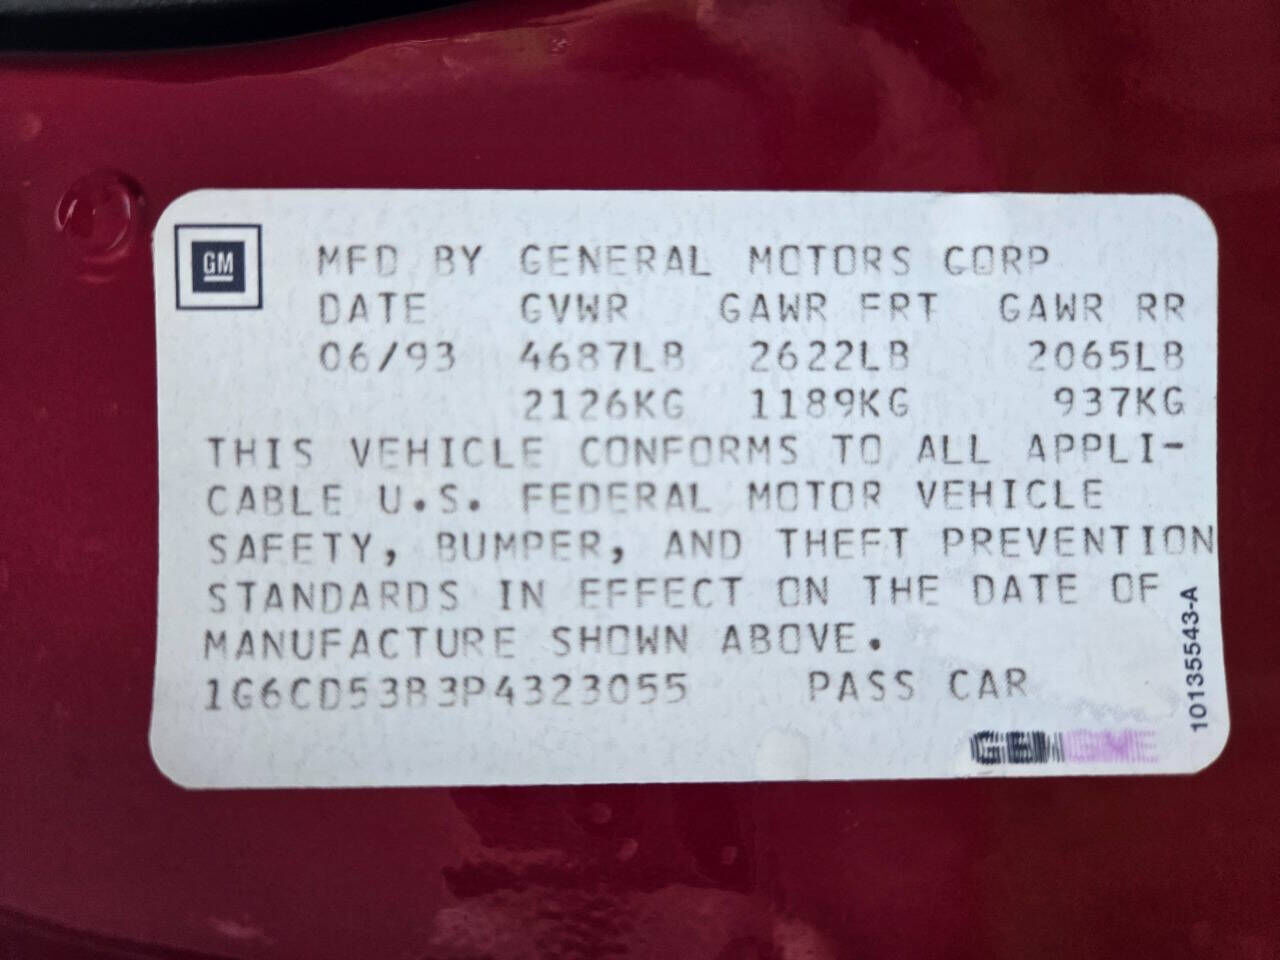 GM
MFD BY GENERAL MOTORS CORP
DATE GVWR GAWR FRT GAWR RR
06/93 4687LB 2622LB 2065LB
2126KG 1189KG 937KG
THIS VEHICLE CONFORMS TO ALL APPLI-
CABLE U.S. FEDERAL MOTOR VEHICLE
SAFETY, BUMPER, AND THEFT PREVENTION
STANDARDS IN EFFECT ON THE DATE OF
MANUFACTURE SHOWN ABOVE.
1G6CD53B3P4323055 PASS CAR
10135543-A